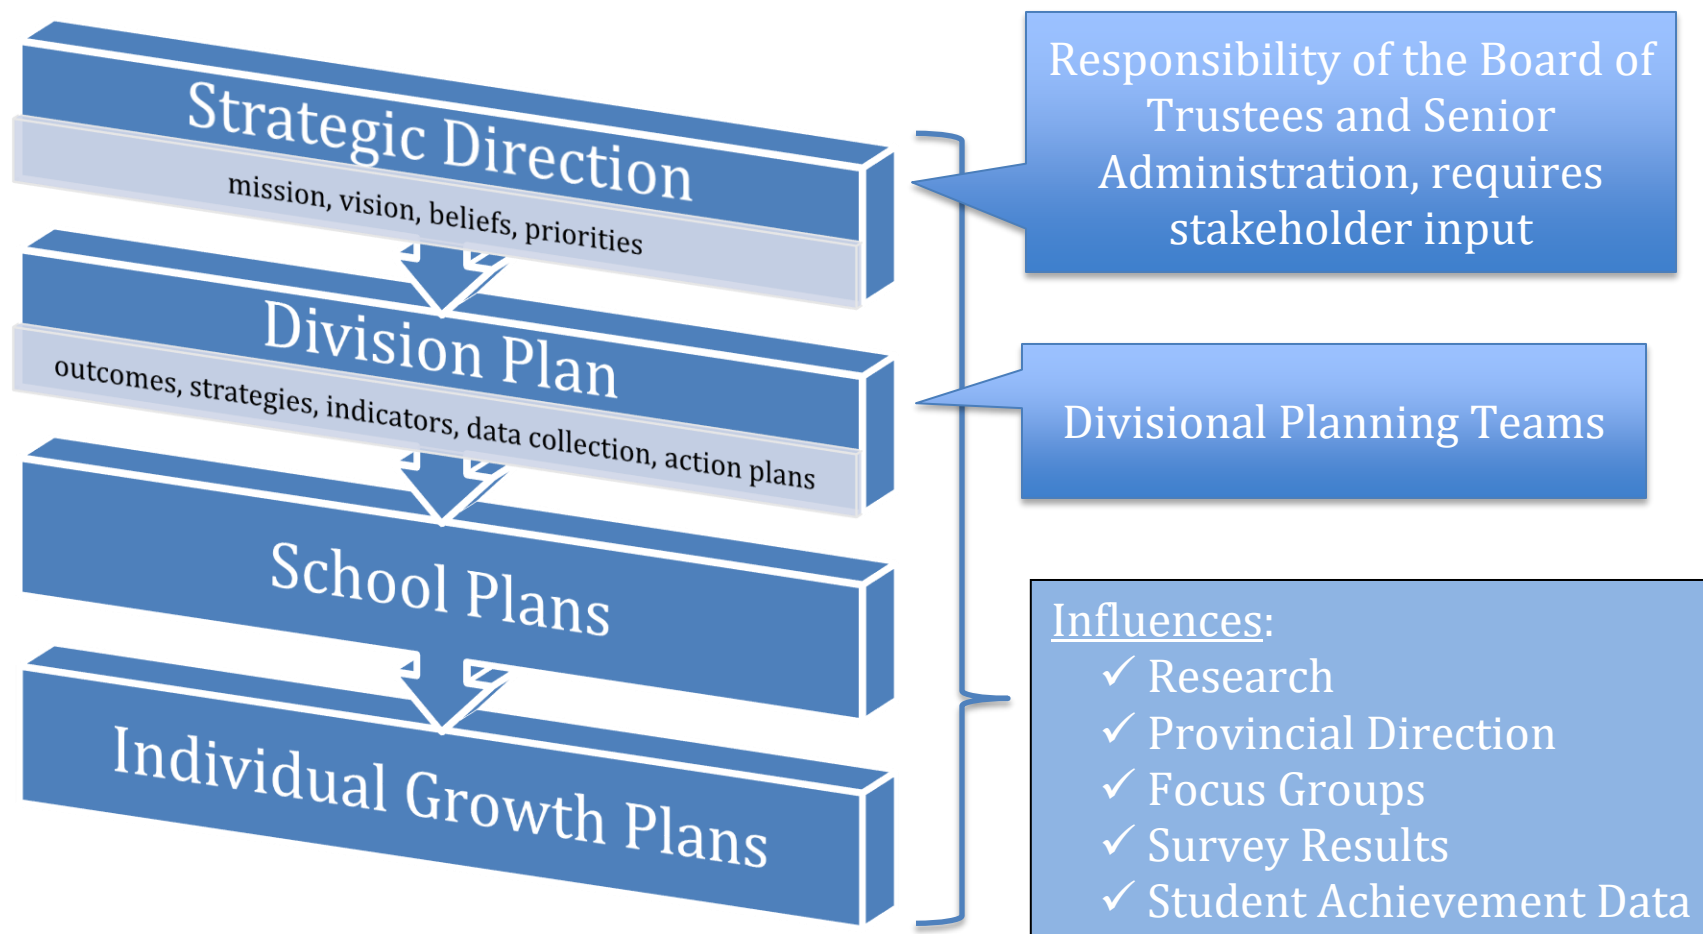 Strategic Direction
mission, vision, beliefs, priorities
Division Plan
outcomes, strategies, indicators, data collection, action plans
School Plans
Individual Growth Plans
Responsibility of the Board of
Trustees and Senior
Administration, requires
stakeholder input
Divisional Planning Teams
Influences:
✓ Research
✓ Provincial Direction
✓ Focus Groups
✓ Survey Results
✓ Student Achievement Data